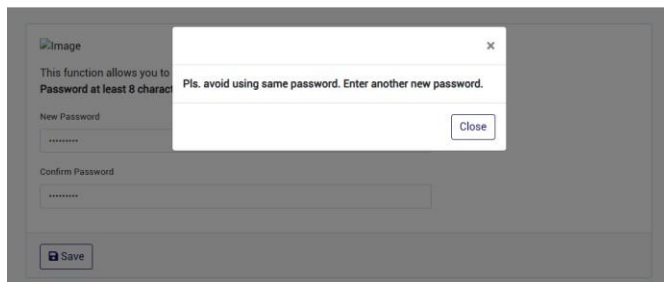 Image
×
This function allows you to
Pls. avoid using same password. Enter another new password.
Password at least 8 charact
New Password
Close
•••••••••
Confirm Password
•••••••••
Save